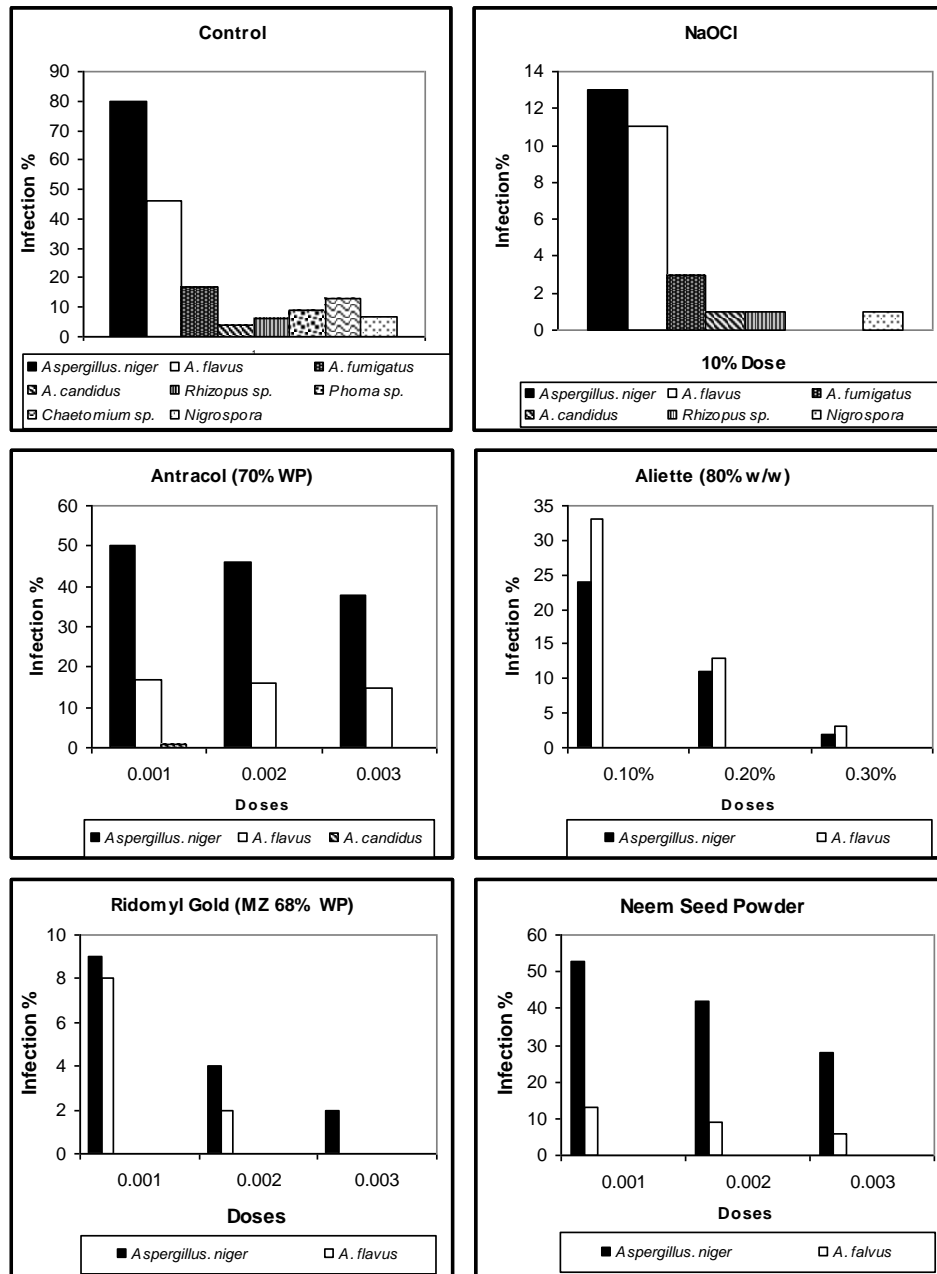 Control
Infection %
90
80
70
60
50
40
30
20
10
0
Aspergillus. niger A. flavus A. fumigatus
A. candidus Rhizopus sp. Phoma sp.
Chaetomium sp. Nigrospora
NaOCl
Infection%
14
12
10
8
6
4
2
0
10% Dose
Aspergillus. niger A. flavus A. fumigatus
A. candidus Rhizopus sp. Nigrospora
Antracol (70% WP)
Infection %
60
50
40
30
20
10
0
0.001 0.002 0.003
Doses
Aspergillus. niger A. flavus A. candidus
Aliette (80% w/w)
Infection %
35
30
25
20
15
10
5
0
0.10% 0.20% 0.30%
Doses
Aspergillus. niger A. flavus
Ridomyl Gold (MZ 68% WP)
Infection %
10
8
6
4
2
0
0.001 0.002 0.003
Doses
Aspergillus. niger A. flavus
Neem Seed Powder
Infection %
60
50
40
30
20
10
0
0.001 0.002 0.003
Doses
Aspergillus. niger A. falvus